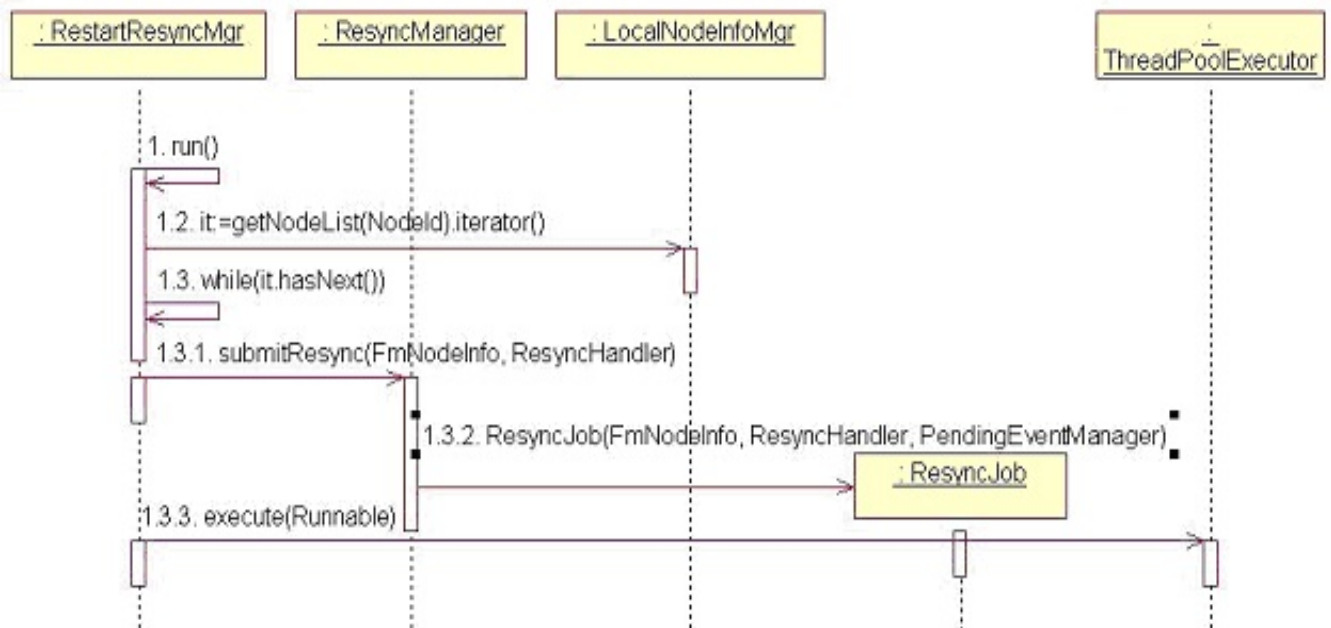 : RestartResyncMgr
: ResyncManager
: LocalNodeInfoMgr
:
ThreadPoolExecutor
1. run()
1.2. it:=getNodeList(NodeId).iterator()
1.3. while(it.hasNext())
1.3.1. submitResync(FmNodeInfo, ResyncHandler)
1.3.2. ResyncJob(FmNodeInfo, ResyncHandler, PendingEventManager)
: ResyncJob
1.3.3. execute(Runnable)